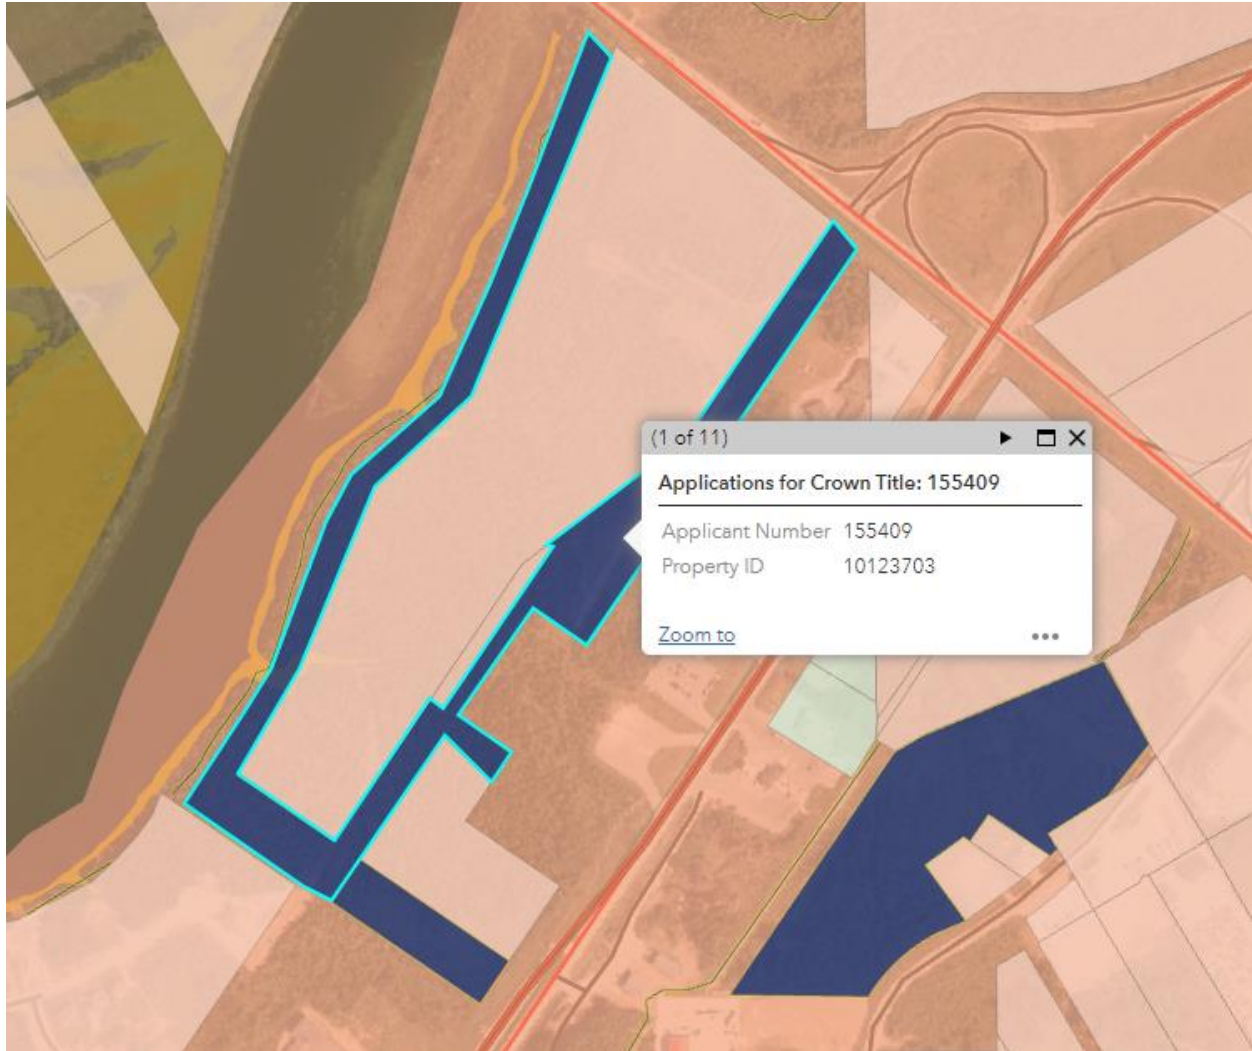 (1 of 11)
Applications for Crown Title: 155409
Applicant Number 155409
Property ID 10123703
Zoom to